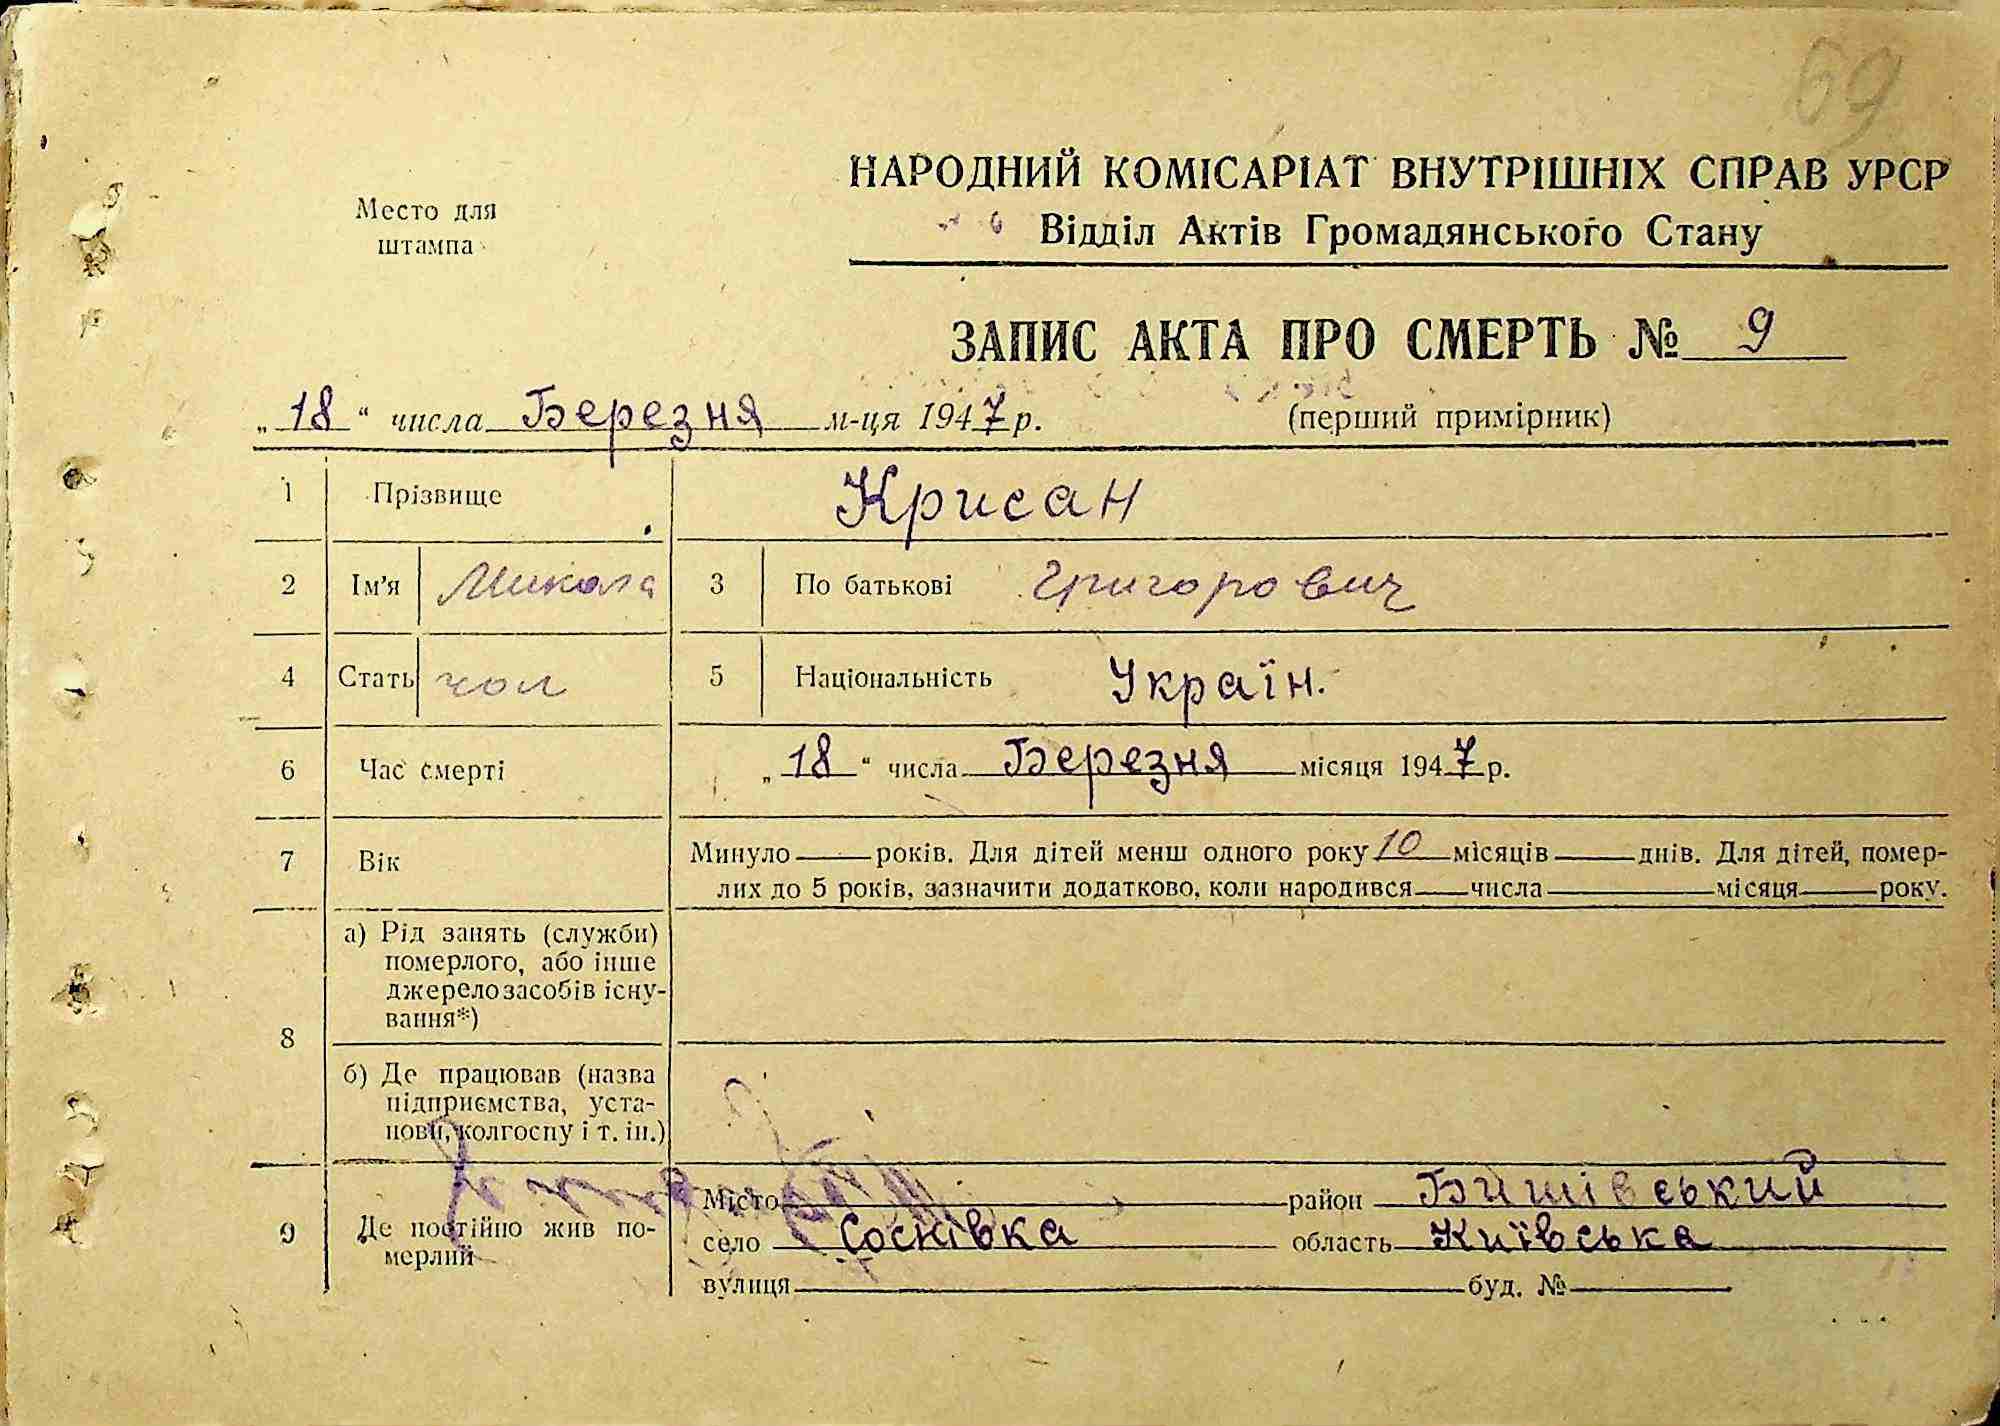 69
НАРОДНИЙ КОМІСАРІАТ ВНУТРІШНІХ СПРАВ УРСР
Место для
штампа
Відділ Актів Громадянського Стану
ЗАПИС АКТА ПРО СМЕРТЬ № 9
„18“ числа Березня м-ця 1947 р. (перший примірник)
1 Прізвище Крисан
2 Ім'я Микола 3 По батькові Григорович
4 Стать чол 5 Національність Україн.
6 Час смерті „18“ числа Березня місяця 1947 р.
7 Вік Минуло років. Для дітей менш одного року 10 місяців днів. Для дітей, помер-
лих до 5 років, зазначити додатково, коли народився числа місяця року.
8 а) Рід занять (служби)
померлого, або інше
джерело засобів існу-
вання*)
б) Де працював (назва
підприємства, уста-
нови, колгоспу і т. ін.)
9 Де постійно жив по-
мерлий
Місто район Бишівський
село Соснівка область Київська
вулиця буд. №